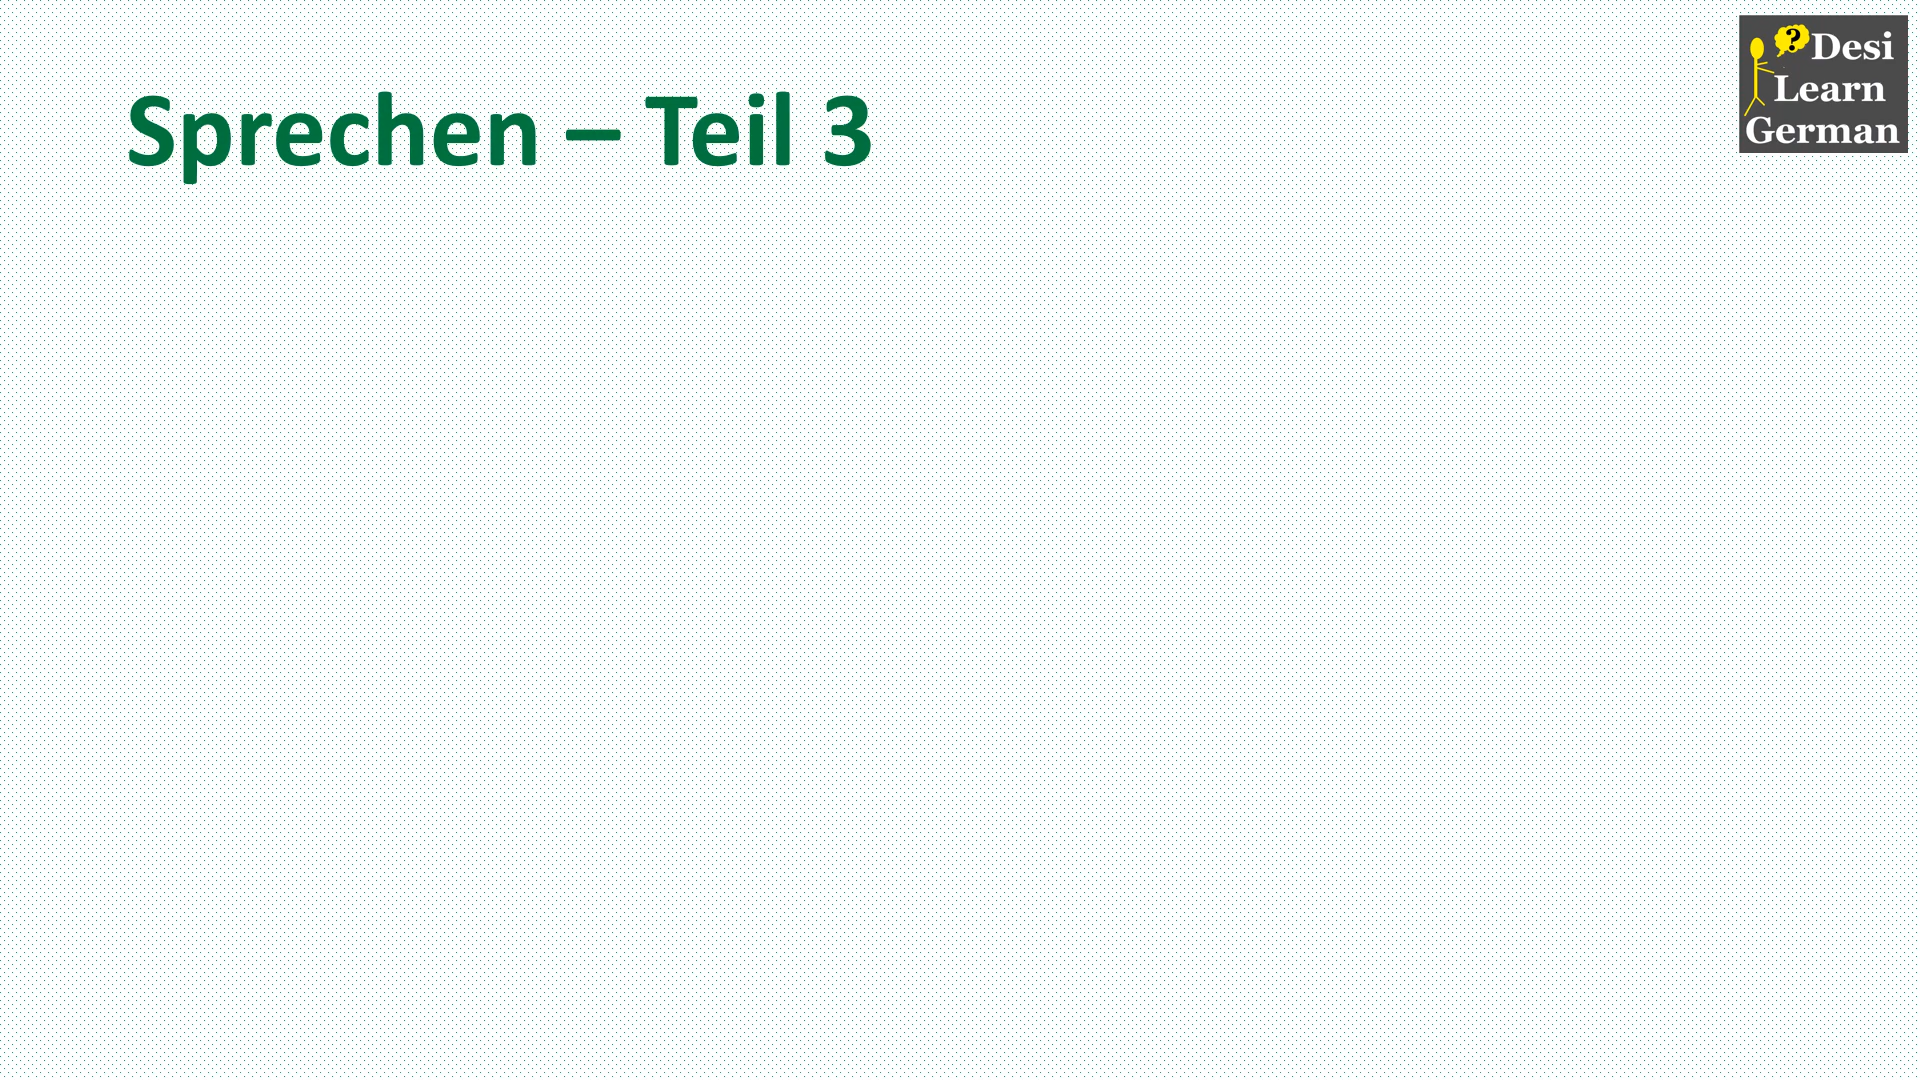 Sprechen – Teil 3
?
Desi
Learn
German